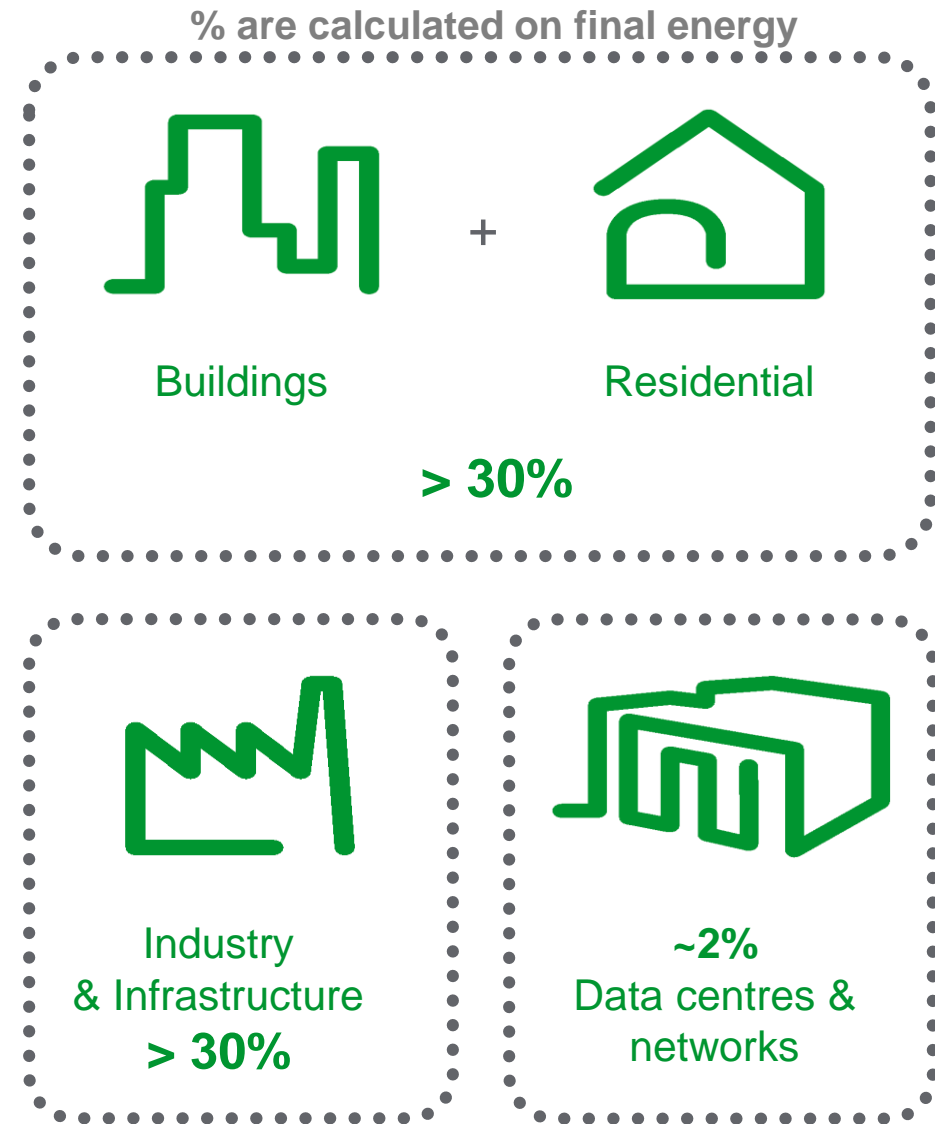 % are calculated on final energy
+
Buildings
Residential
> 30%
Industry
& Infrastructure
> 30%
~2%
Data centres &
networks